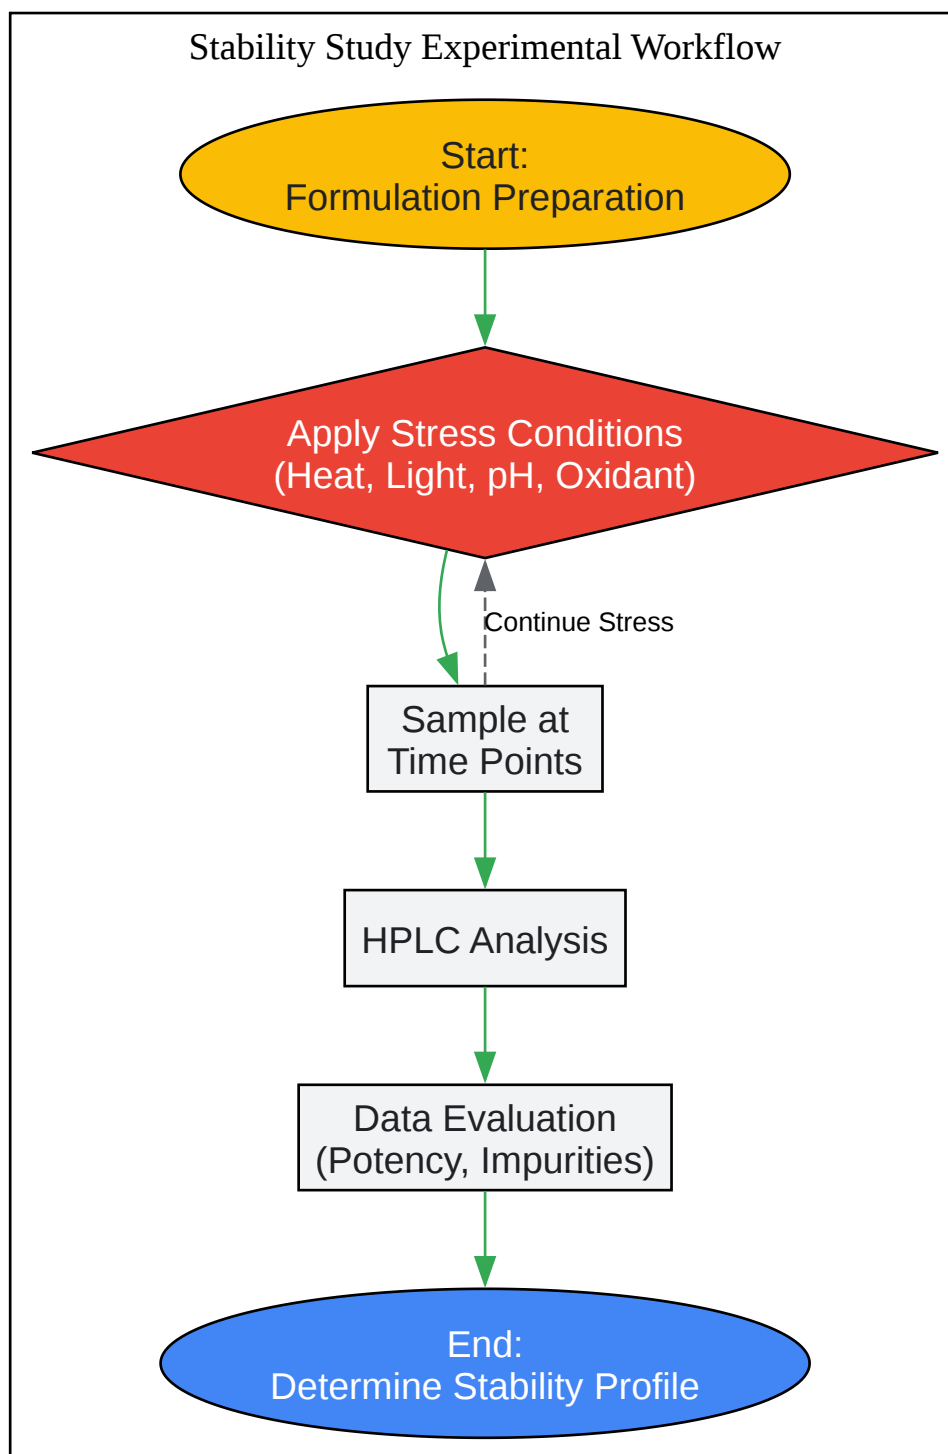 Stability Study Experimental Workflow
Start:
Formulation Preparation
Apply Stress Conditions
(Heat, Light, pH, Oxidant)
Continue Stress
Sample at
Time Points
HPLC Analysis
Data Evaluation
(Potency, Impurities)
End:
Determine Stability Profile